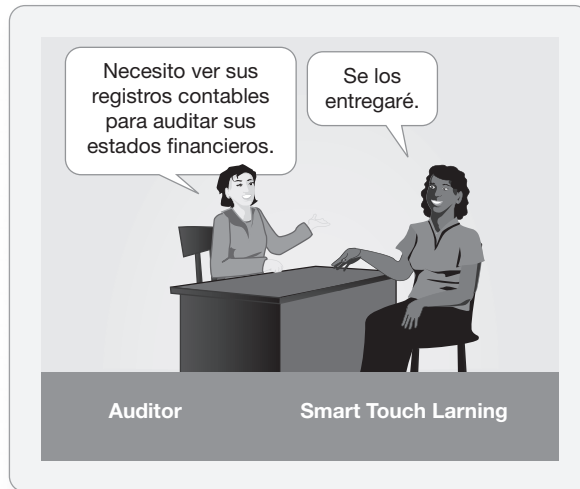 Necesito ver sus
registros contables
para auditar sus
estados financieros.
Se los
entregaré.
Auditor
Smart Touch Larning